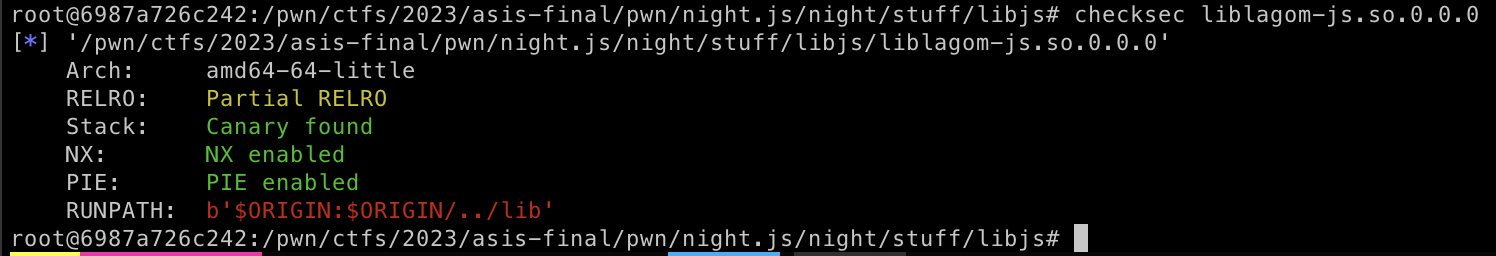 root@6987a726c242:/pwn/ctfs/2023/asis-final/pwn/night.js/night/stuff/libjs# checksec liblagom-js.so.0.0.0
[*] '/pwn/ctfs/2023/asis-final/pwn/night.js/night/stuff/libjs/liblagom-js.so.0.0.0'
    Arch:     amd64-64-little
    RELRO:    Partial RELRO
    Stack:    Canary found
    NX:       NX enabled
    PIE:      PIE enabled
    RUNPATH:  b'$ORIGIN:$ORIGIN/../lib'
root@6987a726c242:/pwn/ctfs/2023/asis-final/pwn/night.js/night/stuff/libjs#